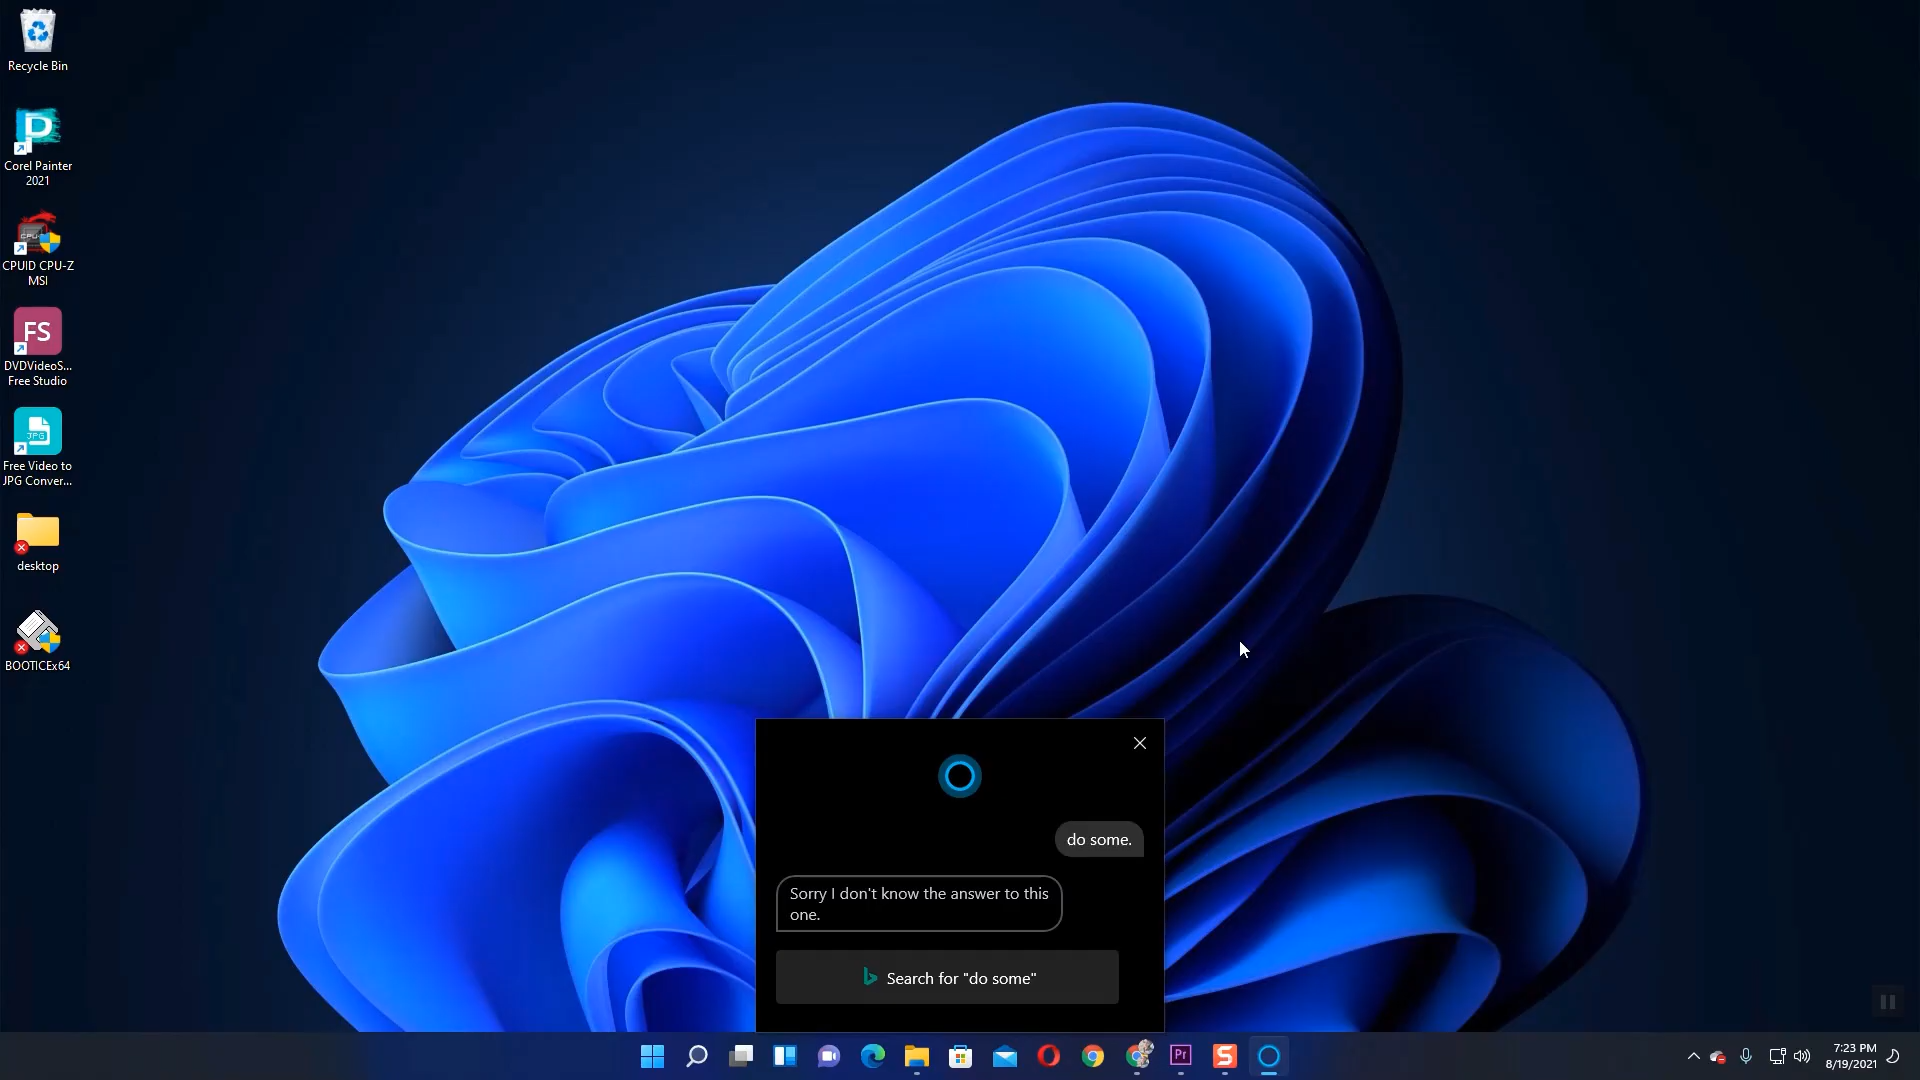 Recycle Bin
Corel Painter
2021
CPUID CPU-Z
MSI
FS
DVDVideoS...
Free Studio
JPG
Free Video to
JPG Conver...
desktop
BOOTICEx64
do some.
Sorry I don't know the answer to this
one.
Search for "do some"
Pr
7:23 PM
8/19/2021